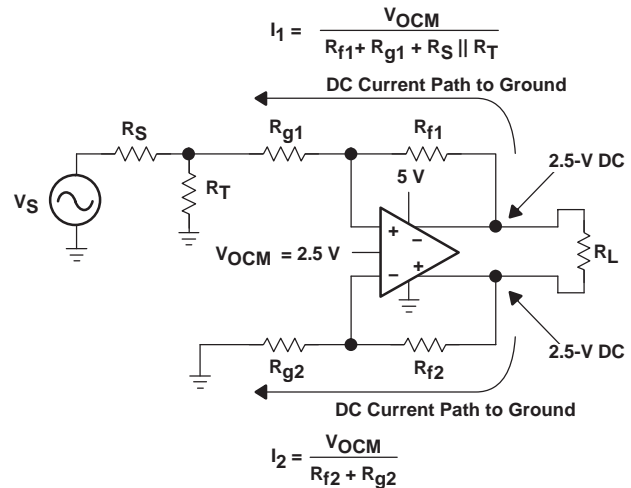 I1 = VOCM / Rf1+ Rg1 + RS || RT
DC Current Path to Ground
RS
Rg1
Rf1
2.5-V DC
5 V
RT
VS
+
−
VOCM = 2.5 V
RL
−
+
2.5-V DC
Rg2
Rf2
DC Current Path to Ground
I2 = VOCM / Rf2 + Rg2